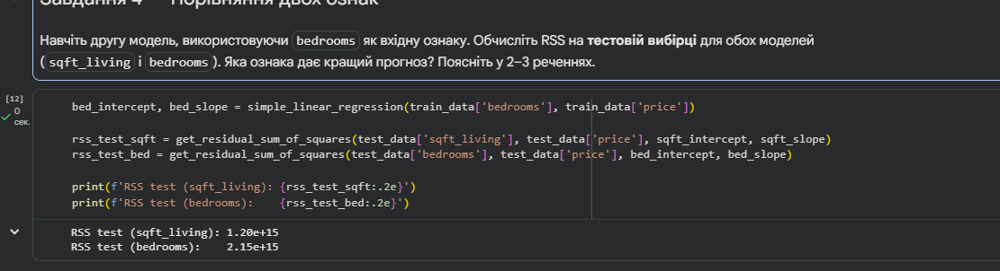 Завдання 4 — Порівняння двох ознак
Навчіть другу модель, використовуючи bedrooms як вхідну ознаку. Обчисліть RSS на тестовій вибірці для обох моделей
(sqft_living і bedrooms). Яка ознака дає кращий прогноз? Поясніть у 2–3 реченнях.
[12]
0
сек.
bed_intercept, bed_slope = simple_linear_regression(train_data['bedrooms'], train_data['price'])
rss_test_sqft = get_residual_sum_of_squares(test_data['sqft_living'], test_data['price'], sqft_intercept, sqft_slope)
rss_test_bed = get_residual_sum_of_squares(test_data['bedrooms'], test_data['price'], bed_intercept, bed_slope)
print(f'RSS test (sqft_living): {rss_test_sqft:.2e}')
print(f'RSS test (bedrooms):    {rss_test_bed:.2e}')
RSS test (sqft_living): 1.20e+15
RSS test (bedrooms):    2.15e+15